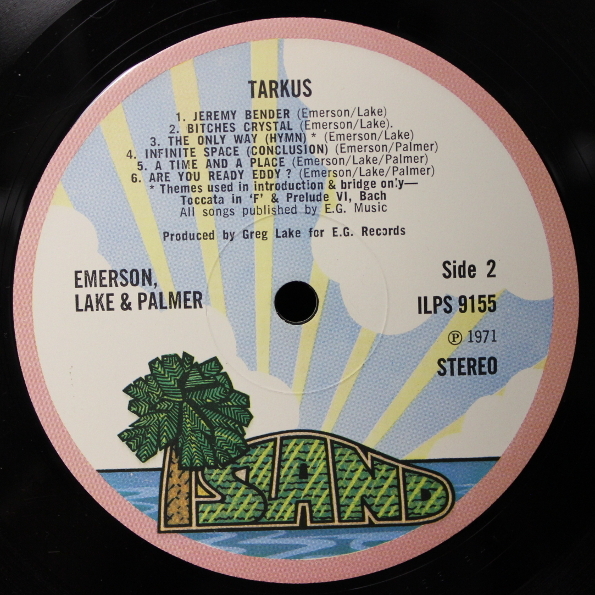 TARKUS
1. JEREMY BENDER (Emerson/Lake)
2. BITCHES CRYSTAL (Emerson/Lake).
3. THE ONLY WAY (HYMN) * (Emerson/Lake)
4. INFINITE SPACE (CONCLUSION) (Emerson/Palmer)
5. A TIME AND A PLACE (Emerson/Lake/Palmer)
6. ARE YOU READY EDDY? (Emerson/Lake/Palmer)
* Themes used in introduction & bridge only—
Toccata in 'F' & Prelude VI, Bach
All songs published by E.G. Music
Produced by Greg Lake for E.G. Records
EMERSON,
LAKE & PALMER
Side 2
ILPS 9155
Ⓟ 1971
STEREO
ISLAND